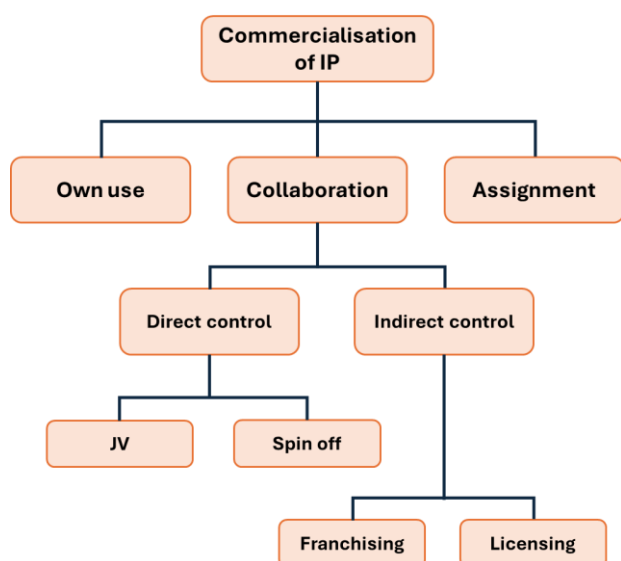 Commercialisation
of IP
Own use
Collaboration
Assignment
Direct control
Indirect control
JV
Spin off
Franchising
Licensing